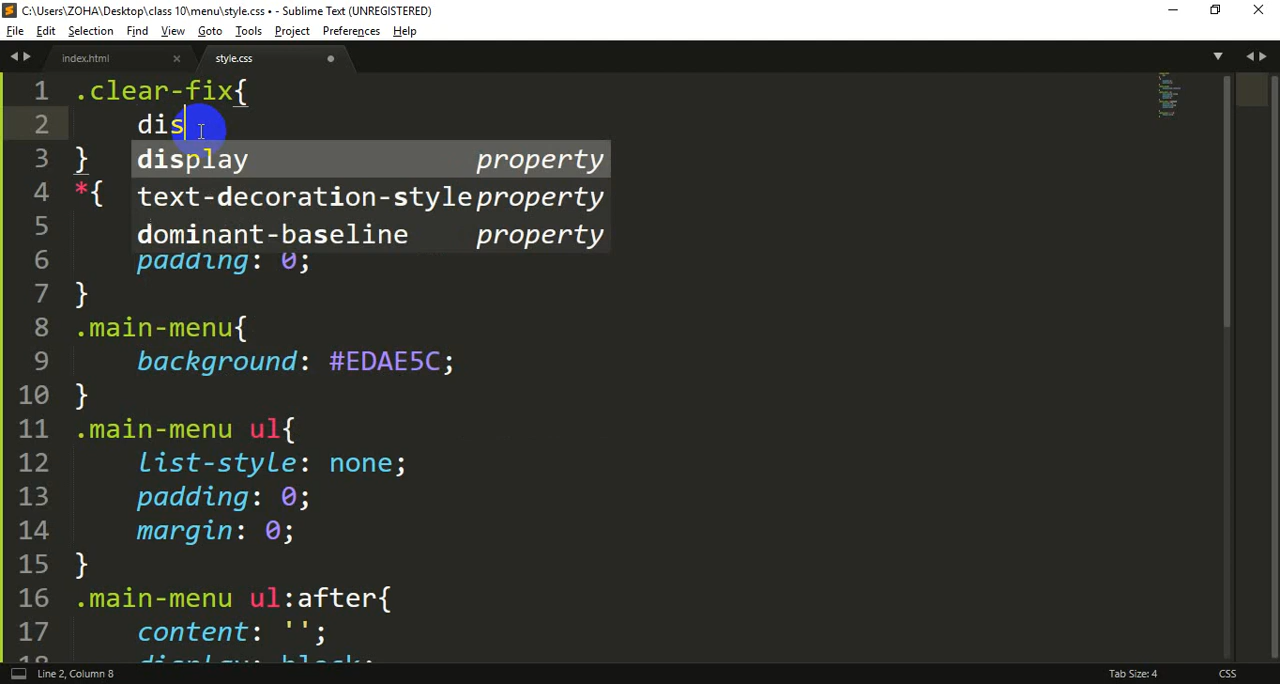 C:\Users\ZOHA\Desktop\class 10\menu\style.css • - Sublime Text (UNREGISTERED)
File Edit Selection Find View Goto Tools Project Preferences Help
index.html style.css
1 .clear-fix{
2 dis
display property
3 }
4 *{ text-decoration-style property
5 dominant-baseline property
6 padding: 0;
7 }
8 .main-menu{
9 background: #EDAE5C;
10 }
11 .main-menu ul{
12 list-style: none;
13 padding: 0;
14 margin: 0;
15 }
16 .main-menu ul:after{
17 content: '';
18 display: block;
Line 2, Column 8 Tab Size: 4 CSS